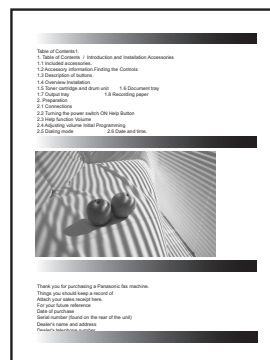 Table of Contents1.
1. Table of Contents / Introduction and Installation Accessories
1.1 Included accessories.
1.2 Accessory information.Finding the Controls
1.3 Description of buttons.
1.4 Overview Installation
1.5 Toner cartridge and drum unit 1.6 Document tray
1.7 Output tray 1.8 Recording paper
2. Preparation
2.1 Connections
2.2 Turning the power switch ON Help Button
2.3 Help function Volume
2.4 Adjusting volume Initial Programming
2.5 Dialing mode 2.6 Date and time.
Thank you for purchasing a Panasonic fax machine.
Things you should keep a record of
Attach your sales receipt here.
For your future reference
Date of purchase
Serial number (found on the rear of the unit)
Dealer's name and address
Dealer's telephone number